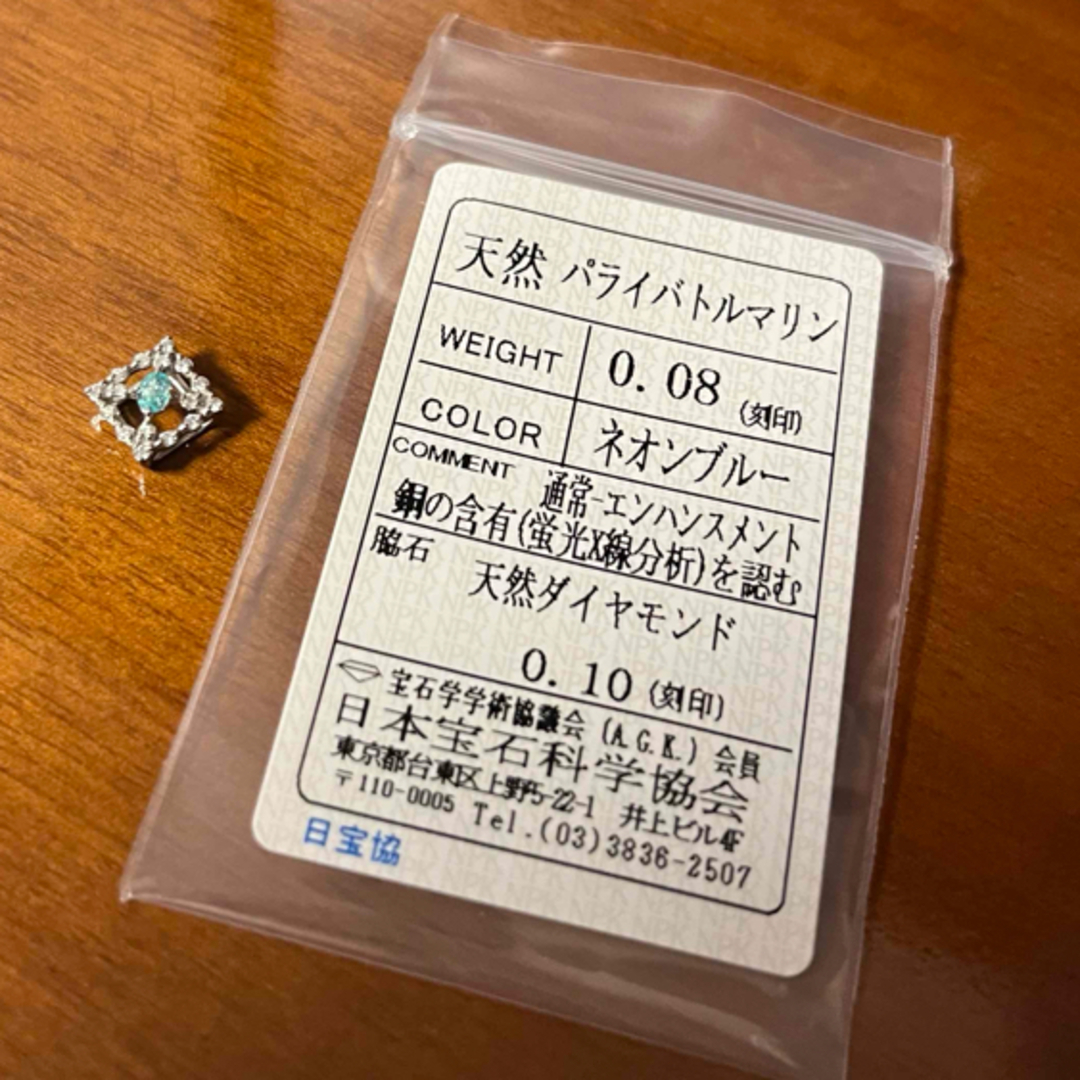 天然 パライバトルマリン
WEIGHT 0.08 (刻印)
COLOR ネオンブルー
COMMENT 通常-エンハンスメント
銅の含有(蛍光X線分析)を認む
脇石 天然ダイヤモンド
0.10 (刻印)
宝石学学術協議会 (A.G.K.) 会員
日本宝石科学協会
東京都台東区上野5-22-1 井上ビル4F
〒110-0005 Tel.(03)3836-2507
日宝協